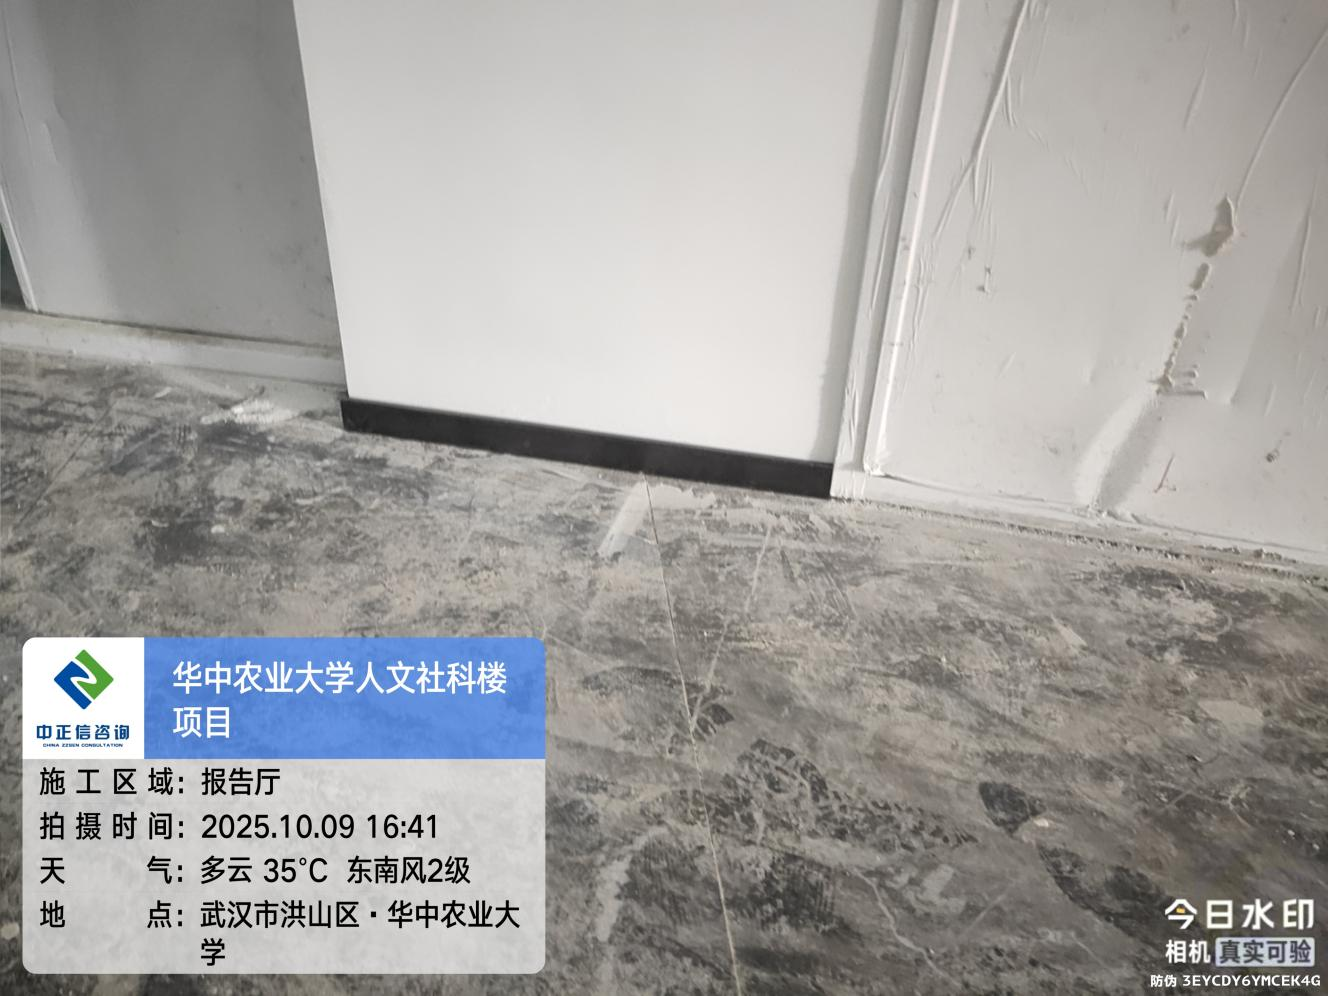 华中农业大学人文社科楼
项目
中正信咨询
CHINA ZZSEN CONSULTATION
施工区域：报告厅
拍摄时间：2025.10.09 16:41
天气：多云 35℃ 东南风2级
地点：武汉市洪山区·华中农业大
学
今日水印
相机 真实可验
防伪 3EYCDY6YMCEK4G